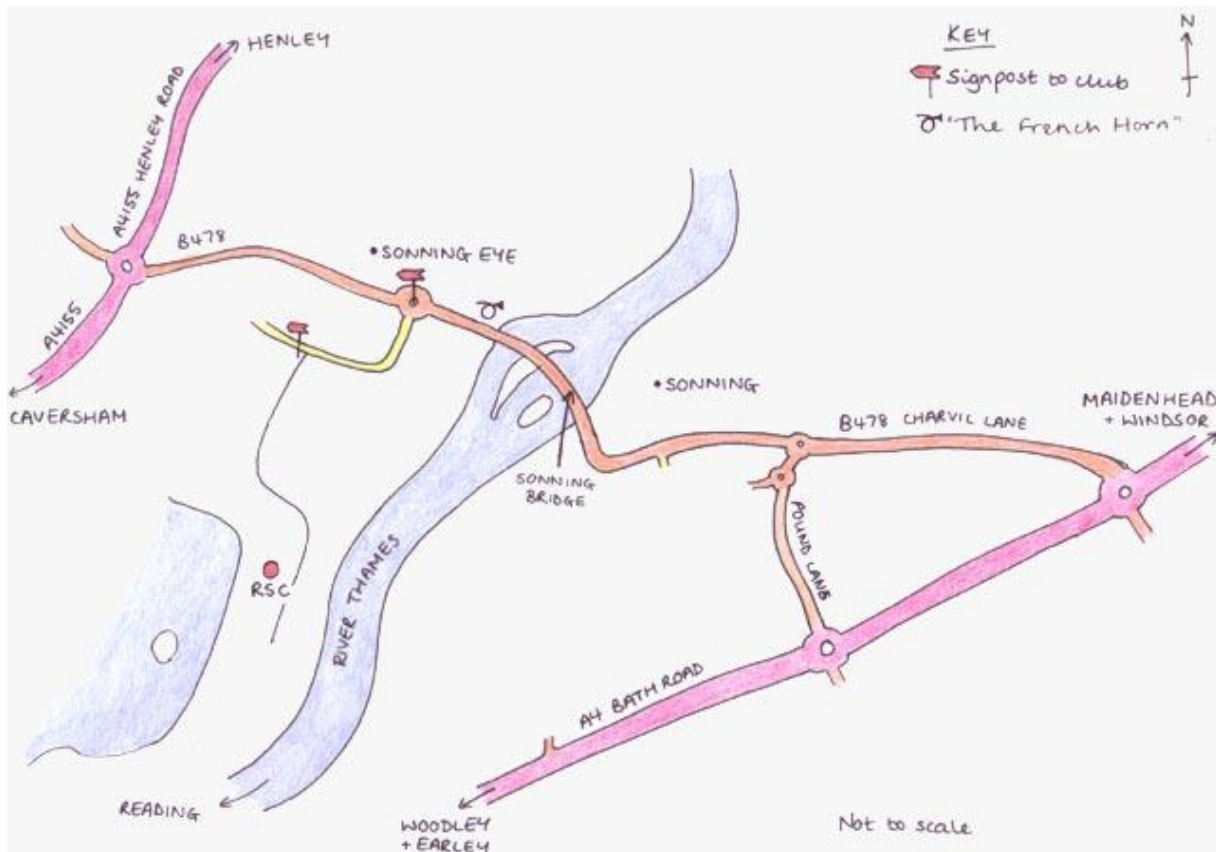 HENLEY
A4155 HENLEY ROAD
A4155
CAVERSHAM
B478
• SONNING EYE
KEY
Signpost to club
"The French Horn"
N
• SONNING
SONNING
BRIDGE
B478 CHARVIL LANE
MAIDENHEAD
+ WINDSOR
POUND LANE
RSC
RIVER THAMES
A4 BATH ROAD
READING
WOODLEY
+ EARLEY
Not to scale